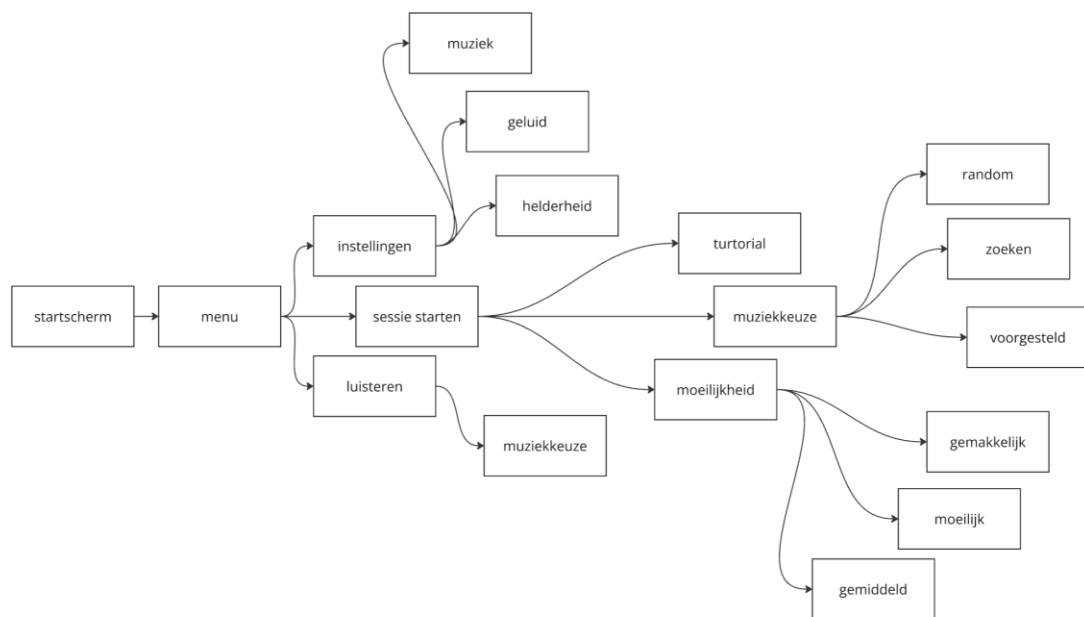 muziek
geluid
helderheid
instellingen
startscherm
menu
sessie starten
luisteren
muziekkeuze
turtorial
muziekkeuze
moeilijkheid
random
zoeken
voorgesteld
gemakkelijk
moeilijk
gemiddeld